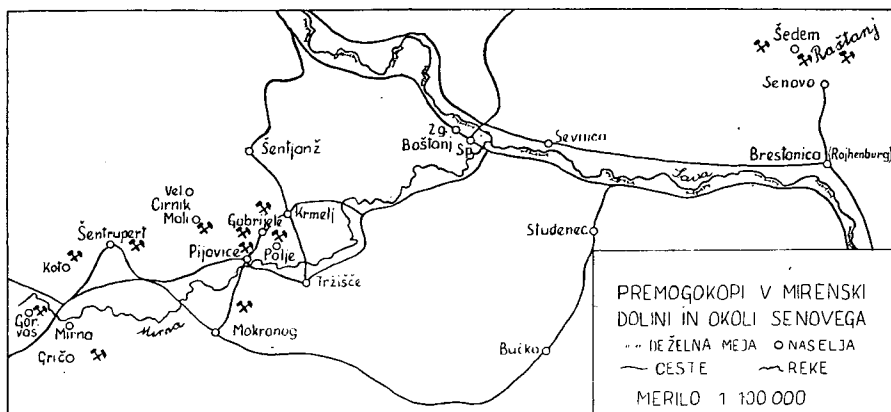 Šedem
Raštanj
Senovo
Zg.
Boštanj
Sp.
Sevnica
Brestanica (Rajhenburg)
Sava
Šentjanž
Vel.
Cirnik
Mali
Gabrijele
Krmelj
Šentrupert
Pijavice
Polje
Studenec
Koto
Tržišče
Gor.
vas
Mirna
Mirna
Mokronog
Gričo
Bučka
PREMOGOKOPI V MIRENSKI
DOLINI IN OKOLI SENOVEGA
DEŽELNA MEJA NASELJA
CESTE REKE
MERILO 1 100 000